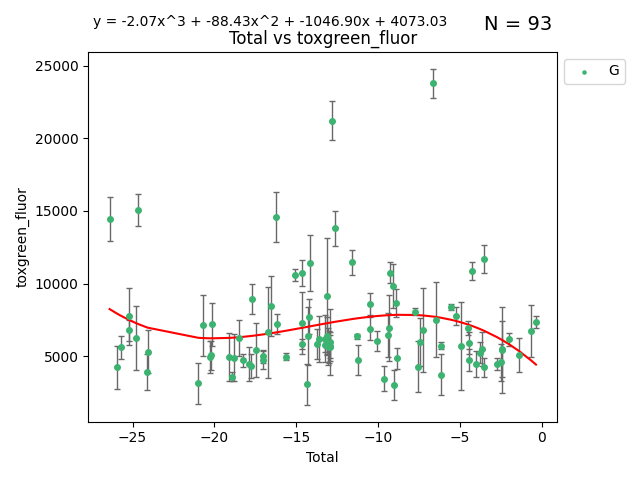 y = -2.07x^3 + -88.43x^2 + -1046.90x + 4073.03
N = 93
Total vs toxgreen_fluor
G
25000
20000
15000
10000
5000
toxgreen_fluor
−25
−20
−15
−10
−5
0
Total